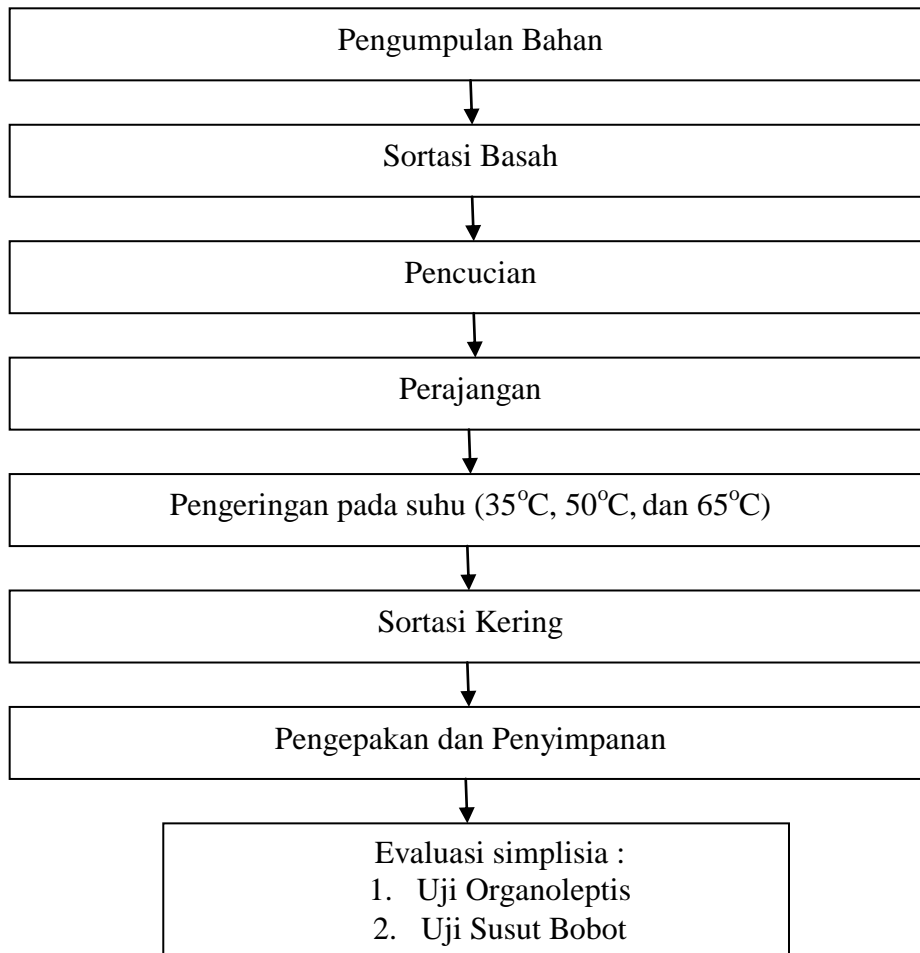 Pengumpulan Bahan
Sortasi Basah
Pencucian
Perajangan
Pengeringan pada suhu (35°C, 50°C, dan 65°C)
Sortasi Kering
Pengepakan dan Penyimpanan
Evaluasi simplisia :
1. Uji Organoleptis
2. Uji Susut Bobot